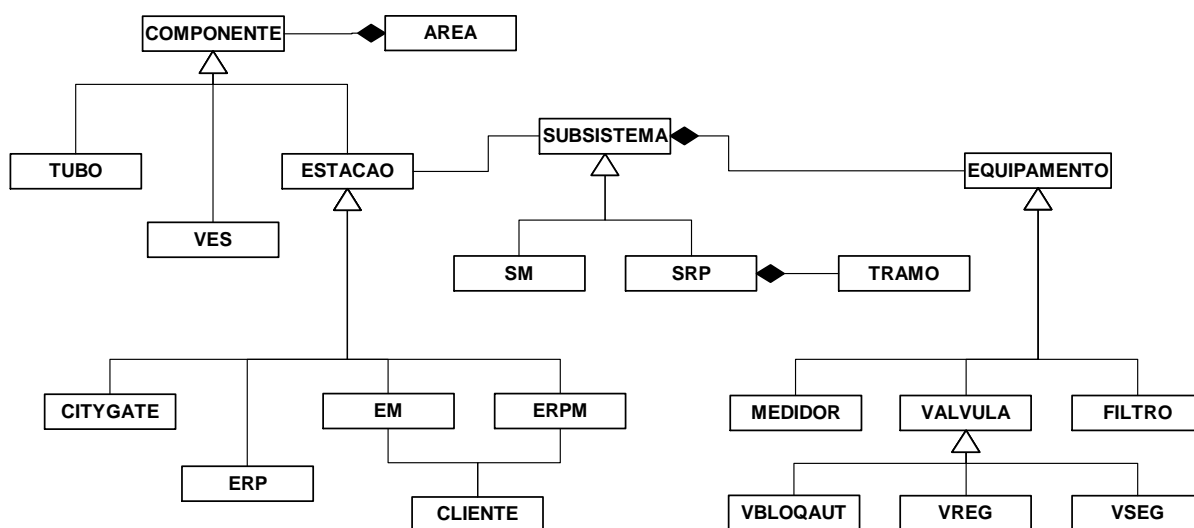 COMPONENTE
AREA
SUBSISTEMA
TUBO
ESTACAO
EQUIPAMENTO
VES
SM
SRP
TRAMO
CITYGATE
EM
ERPM
MEDIDOR
VALVULA
FILTRO
ERP
CLIENTE
VBLOQAUT
VREG
VSEG